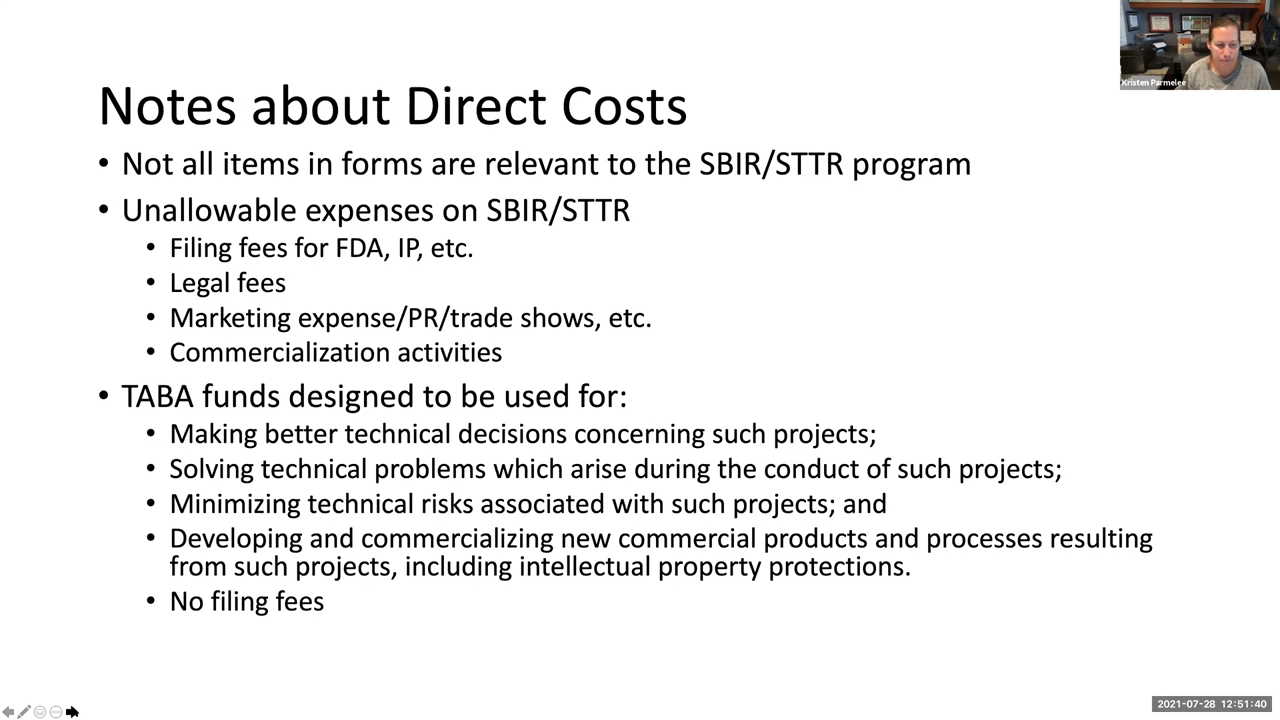 Kristen Parmelee
Notes about Direct Costs
• Not all items in forms are relevant to the SBIR/STTR program
• Unallowable expenses on SBIR/STTR
• Filing fees for FDA, IP, etc.
• Legal fees
• Marketing expense/PR/trade shows, etc.
• Commercialization activities
• TABA funds designed to be used for:
• Making better technical decisions concerning such projects;
• Solving technical problems which arise during the conduct of such projects;
• Minimizing technical risks associated with such projects; and
• Developing and commercializing new commercial products and processes resulting
from such projects, including intellectual property protections.
• No filing fees
2021-07-28 12:51:40